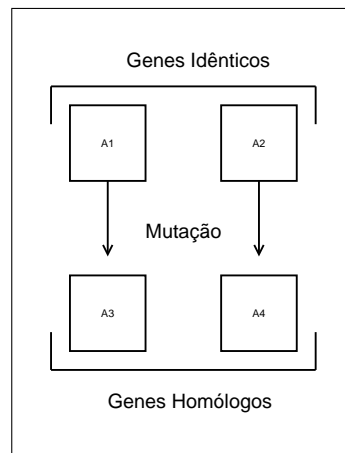 Genes Idênticos
A1
A2
Mutação
A3
A4
Genes Homólogos